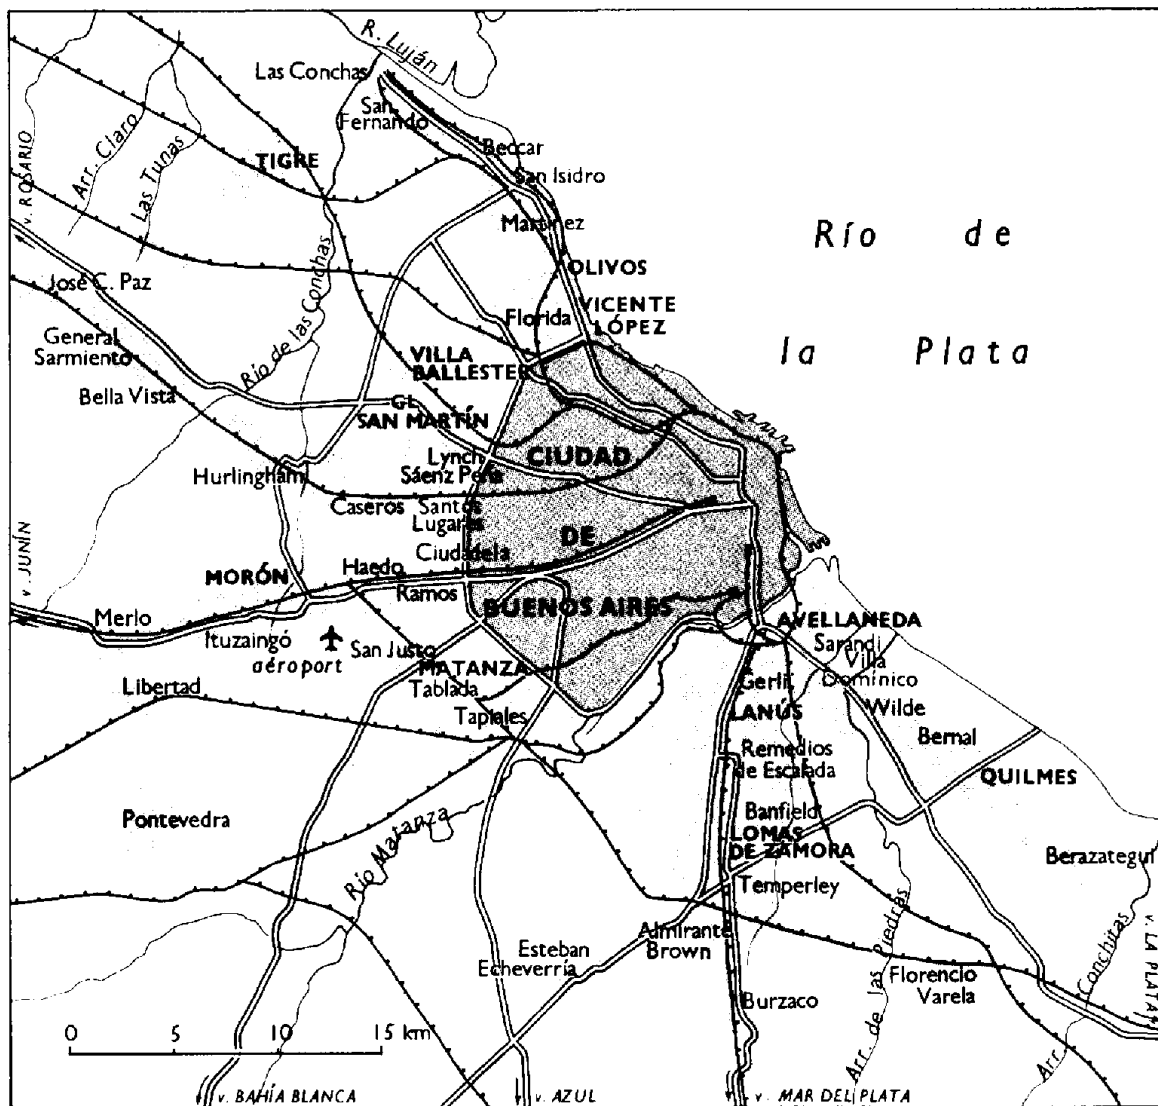 R. Luján
Las Conchas
San
Fernando
Beccar
TIGRE
San Isidro
v. ROSARIO
Arr. Claro
Las Tunas
Martínez
Río de
la Plata
OLIVOS
José C. Paz
Río de las Conchas
VICENTE
LÓPEZ
Florida
General
Sarmiento
VILLA
BALLESTER
Bella Vista
GL
SAN MARTÍN
Lynch
CIUDAD
Sáenz Peña
Hurlingham
Caseros
Santos
Lugares
DE
Ciudadela
v. JUNÍN
MORÓN
Haedo
Ramos
BUENOS AIRES
Merlo
Ituzaingó
AVELLANEDA
aéroport
San Justo
Sarandi
Villa
Domínico
MATANZA
Tablada
Gerli
Libertad
Tapiales
LANÚS
Wilde
Bernal
Remedios
de Escalada
QUILMES
Pontevedra
Río Matanza
Banfield
LOMAS
DE ZAMORA
Berazategui
Temperley
Almirante
Brown
Esteban
Echeverría
Arr. de las Piedras
Arr. Conchitas
v. LA PLATA
Florencio
Varela
Burzaco
0 5 10 15 km
v. BAHÍA BLANCA
v. AZUL
v. MAR DEL PLATA